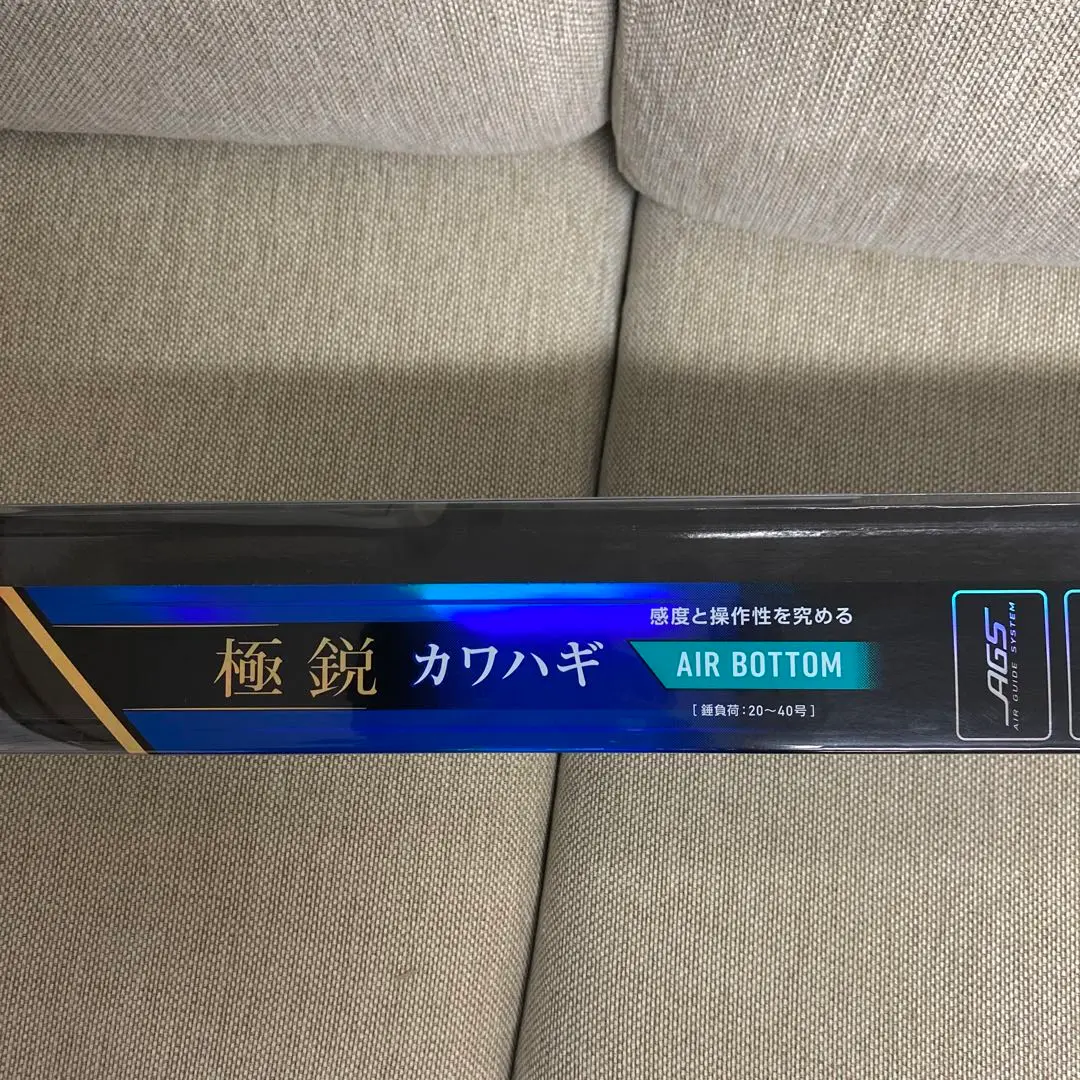 極鋭 カワハギ
感度と操作性を究める
AIR BOTTOM
[ 錘負荷:20〜40号 ]
AGS
AIR GUIDE SYSTEM